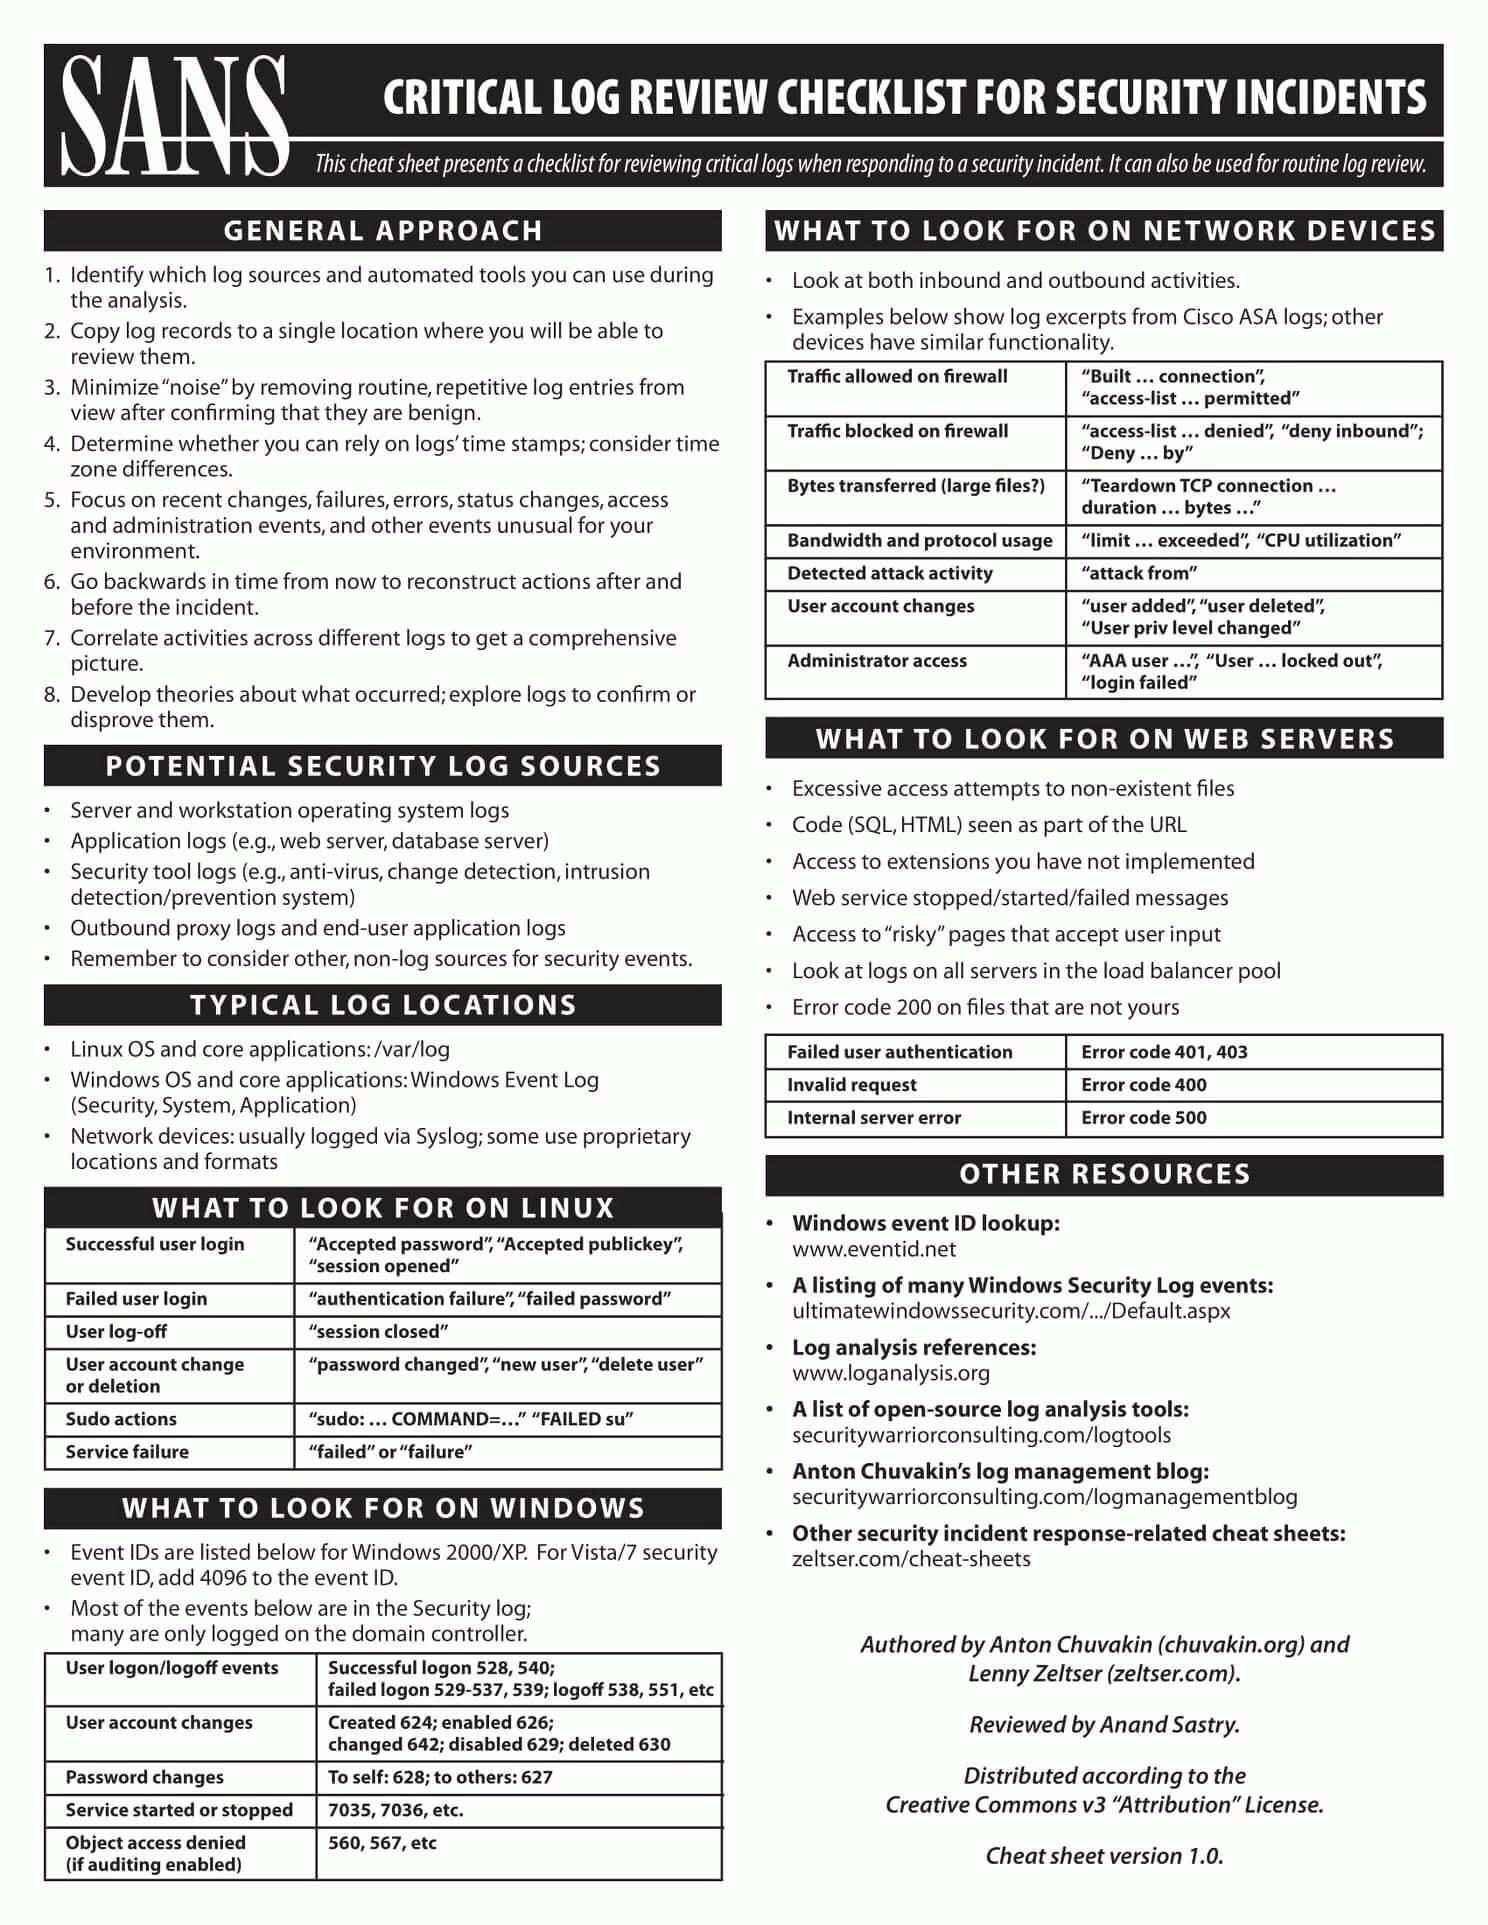 SANS
CRITICAL LOG REVIEW CHECKLIST FOR SECURITY INCIDENTS
This cheat sheet presents a checklist for reviewing critical logs when responding to a security incident. It can also be used for routine log review.
GENERAL APPROACH
1. Identify which log sources and automated tools you can use during
the analysis.
2. Copy log records to a single location where you will be able to
review them.
3. Minimize “noise” by removing routine, repetitive log entries from
view after confirming that they are benign.
4. Determine whether you can rely on logs’ time stamps; consider time
zone differences.
5. Focus on recent changes, failures, errors, status changes, access
and administration events, and other events unusual for your
environment.
6. Go backwards in time from now to reconstruct actions after and
before the incident.
7. Correlate activities across different logs to get a comprehensive
picture.
8. Develop theories about what occurred; explore logs to confirm or
disprove them.
POTENTIAL SECURITY LOG SOURCES
• Server and workstation operating system logs
• Application logs (e.g., web server, database server)
• Security tool logs (e.g., anti-virus, change detection, intrusion
detection/prevention system)
• Outbound proxy logs and end-user application logs
• Remember to consider other, non-log sources for security events.
TYPICAL LOG LOCATIONS
• Linux OS and core applications: /var/log
• Windows OS and core applications: Windows Event Log
(Security, System, Application)
• Network devices: usually logged via Syslog; some use proprietary
locations and formats
WHAT TO LOOK FOR ON LINUX
Successful user login “Accepted password”, “Accepted publickey”,
“session opened”
Failed user login “authentication failure”, “failed password”
User log-off “session closed”
User account change “password changed”, “new user”, “delete user”
or deletion
Sudo actions “sudo: … COMMAND=…” “FAILED su”
Service failure “failed” or “failure”
WHAT TO LOOK FOR ON WINDOWS
• Event IDs are listed below for Windows 2000/XP. For Vista/7 security
event ID, add 4096 to the event ID.
• Most of the events below are in the Security log;
many are only logged on the domain controller.
User logon/logoff events Successful logon 528, 540;
failed logon 529-537, 539; logoff 538, 551, etc
User account changes Created 624; enabled 626;
changed 642; disabled 629; deleted 630
Password changes To self: 628; to others: 627
Service started or stopped 7035, 7036, etc.
Object access denied 560, 567, etc
(if auditing enabled)
WHAT TO LOOK FOR ON NETWORK DEVICES
• Look at both inbound and outbound activities.
• Examples below show log excerpts from Cisco ASA logs; other
devices have similar functionality.
Traffic allowed on firewall “Built … connection”,
“access-list … permitted”
Traffic blocked on firewall “access-list … denied”, “deny inbound”;
“Deny … by”
Bytes transferred (large files?) “Teardown TCP connection …
duration … bytes …”
Bandwidth and protocol usage “limit … exceeded”, “CPU utilization”
Detected attack activity “attack from”
User account changes “user added”, “user deleted”,
“User priv level changed”
Administrator access “AAA user …”, “User … locked out”,
“login failed”
WHAT TO LOOK FOR ON WEB SERVERS
• Excessive access attempts to non-existent files
• Code (SQL, HTML) seen as part of the URL
• Access to extensions you have not implemented
• Web service stopped/started/failed messages
• Access to “risky” pages that accept user input
• Look at logs on all servers in the load balancer pool
• Error code 200 on files that are not yours
Failed user authentication Error code 401, 403
Invalid request Error code 400
Internal server error Error code 500
OTHER RESOURCES
• Windows event ID lookup:
www.eventid.net
• A listing of many Windows Security Log events:
ultimatewindowssecurity.com/.../Default.aspx
• Log analysis references:
www.loganalysis.org
• A list of open-source log analysis tools:
securitywarriorconsulting.com/logtools
• Anton Chuvakin’s log management blog:
securitywarriorconsulting.com/logmanagementblog
• Other security incident response-related cheat sheets:
zeltser.com/cheat-sheets
Authored by Anton Chuvakin (chuvakin.org) and
Lenny Zeltser (zeltser.com).
Reviewed by Anand Sastry.
Distributed according to the
Creative Commons v3 “Attribution” License.
Cheat sheet version 1.0.